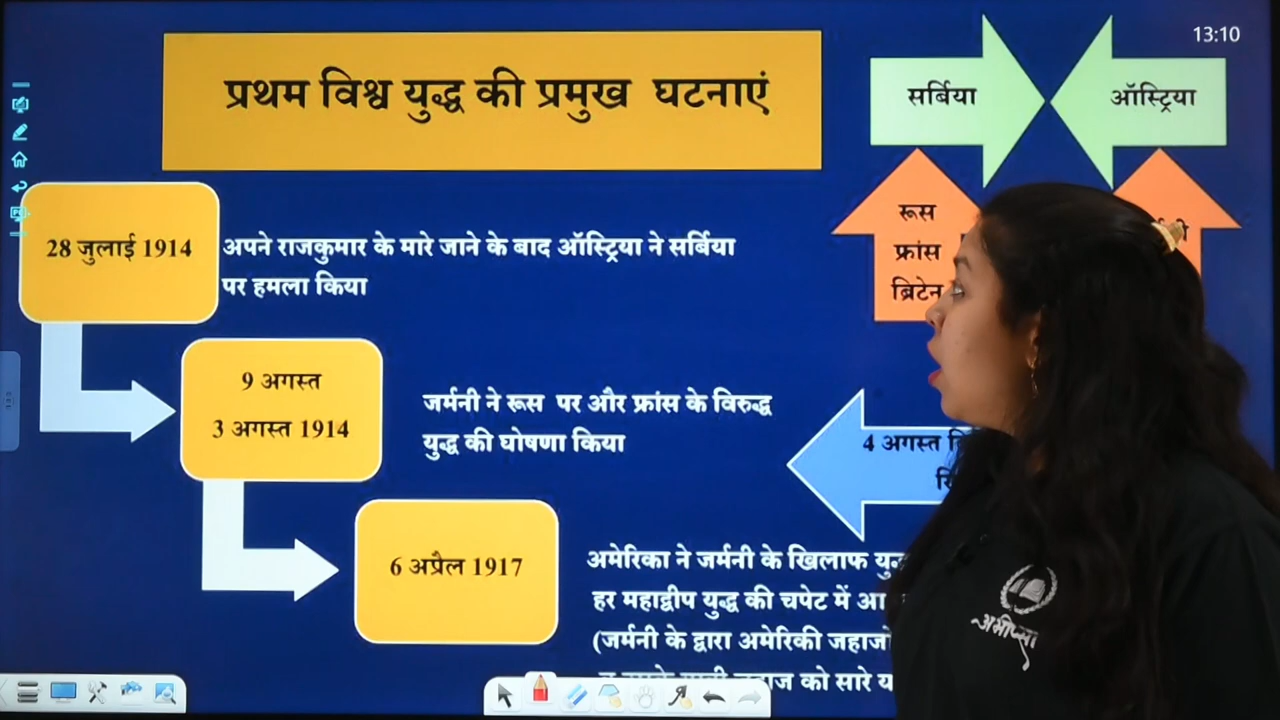 13:10
प्रथम विश्व युद्ध की प्रमुख घटनाएं
सर्बिया
ऑस्ट्रिया
रूस
फ्रांस
ब्रिटेन
28 जुलाई 1914
अपने राजकुमार के मारे जाने के बाद ऑस्ट्रिया ने सर्बिया
पर हमला किया
9 अगस्त
3 अगस्त 1914
जर्मनी ने रूस पर और फ्रांस के विरुद्ध
युद्ध की घोषणा किया
4 अगस्त
6 अप्रैल 1917
अमेरिका ने जर्मनी के खिलाफ
हर महाद्वीप युद्ध की चपेट में
(जर्मनी के द्वारा अमेरिकी
को सारे
अभीप्सा